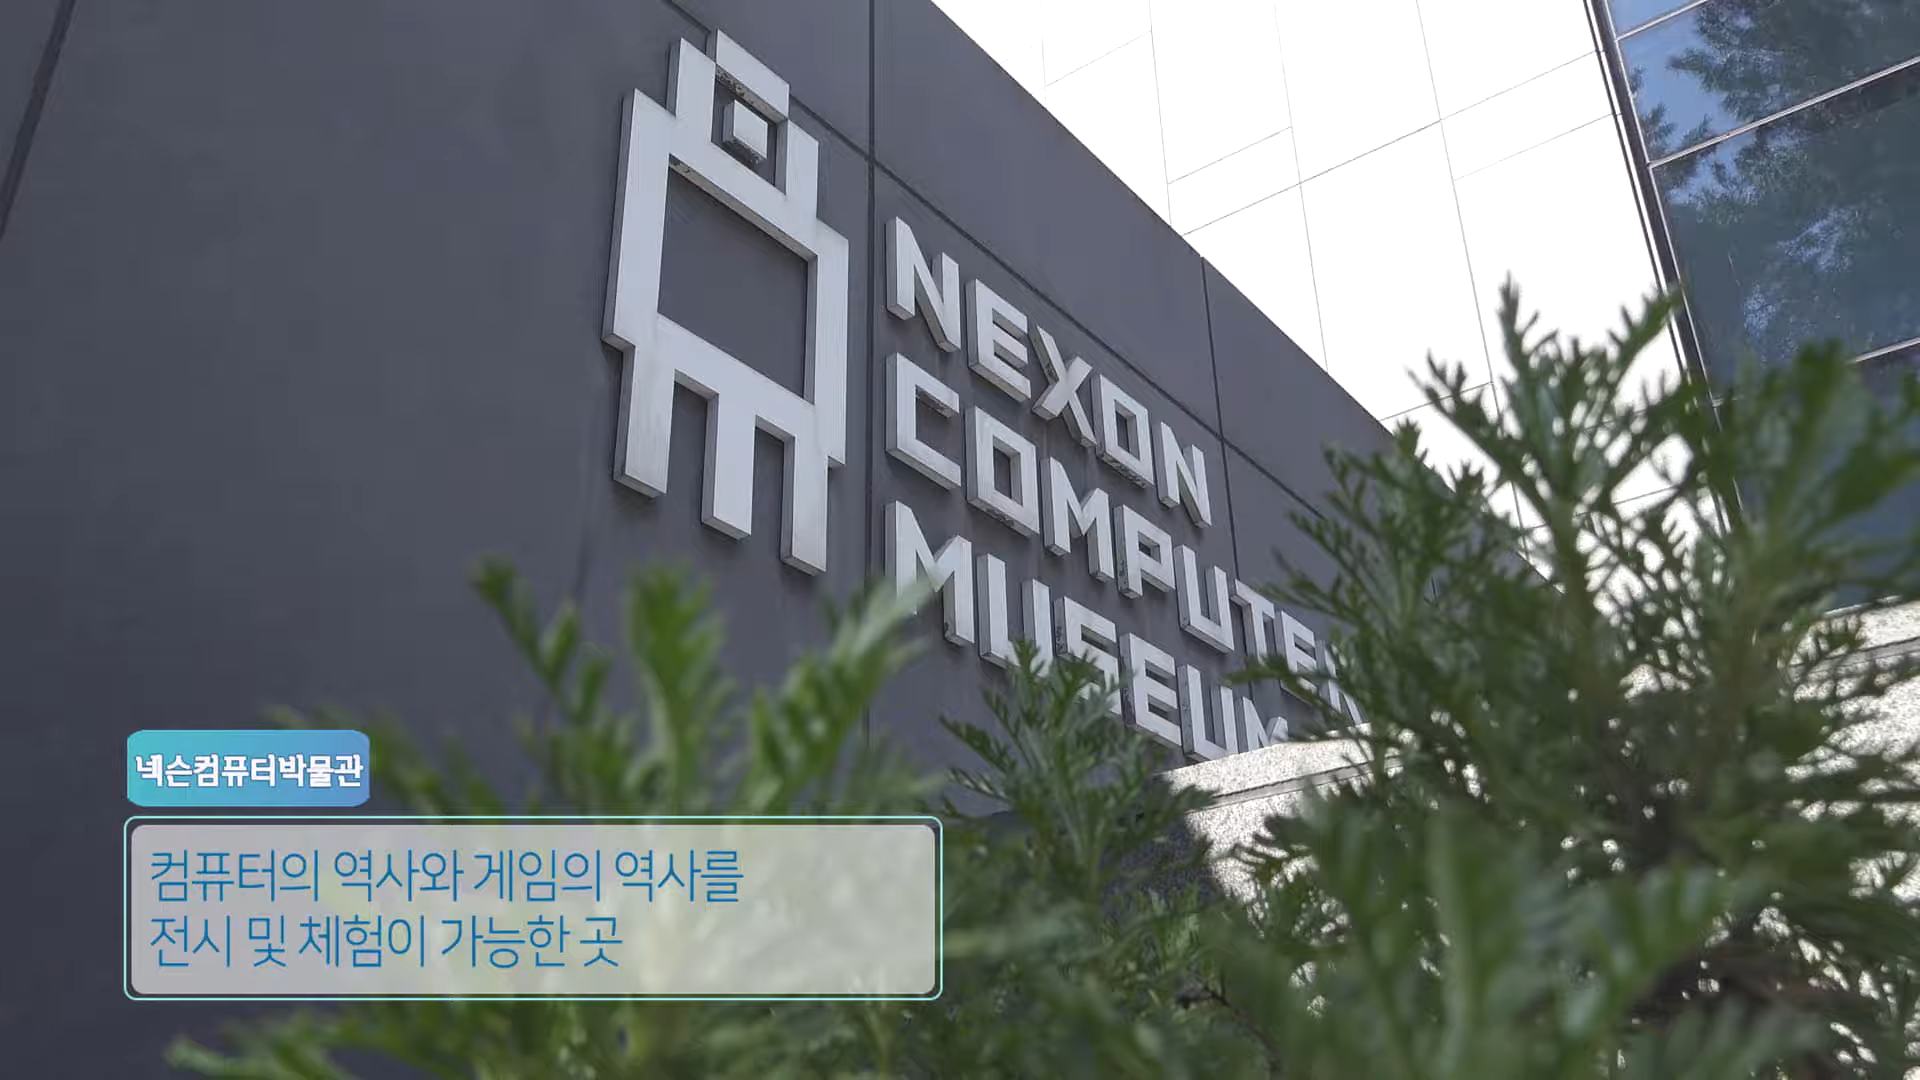 NEXON
COMPUTER
MUSEUM
넥슨컴퓨터박물관
컴퓨터의 역사와 게임의 역사를
전시 및 체험이 가능한 곳